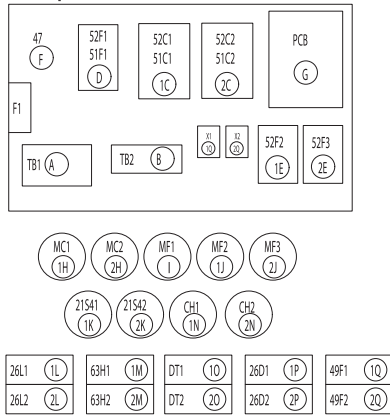 47
F
52F1
51F1
D
52C1
51C1
1C
52C2
51C2
2C
PCB
G
F1
TB1 A
TB2 B
X1
1Q
X2
2Q
52F2
1E
52F3
2E
MC1
1H
MC2
2H
MF1
I
MF2
1J
MF3
2J
21S41
1K
21S42
2K
CH1
1N
CH2
2N
26L1 1L
26L2 2L
63H1 1M
63H2 2M
DT1 1O
DT2 2O
26D1 1P
26D2 2P
49F1 1Q
49F2 2Q